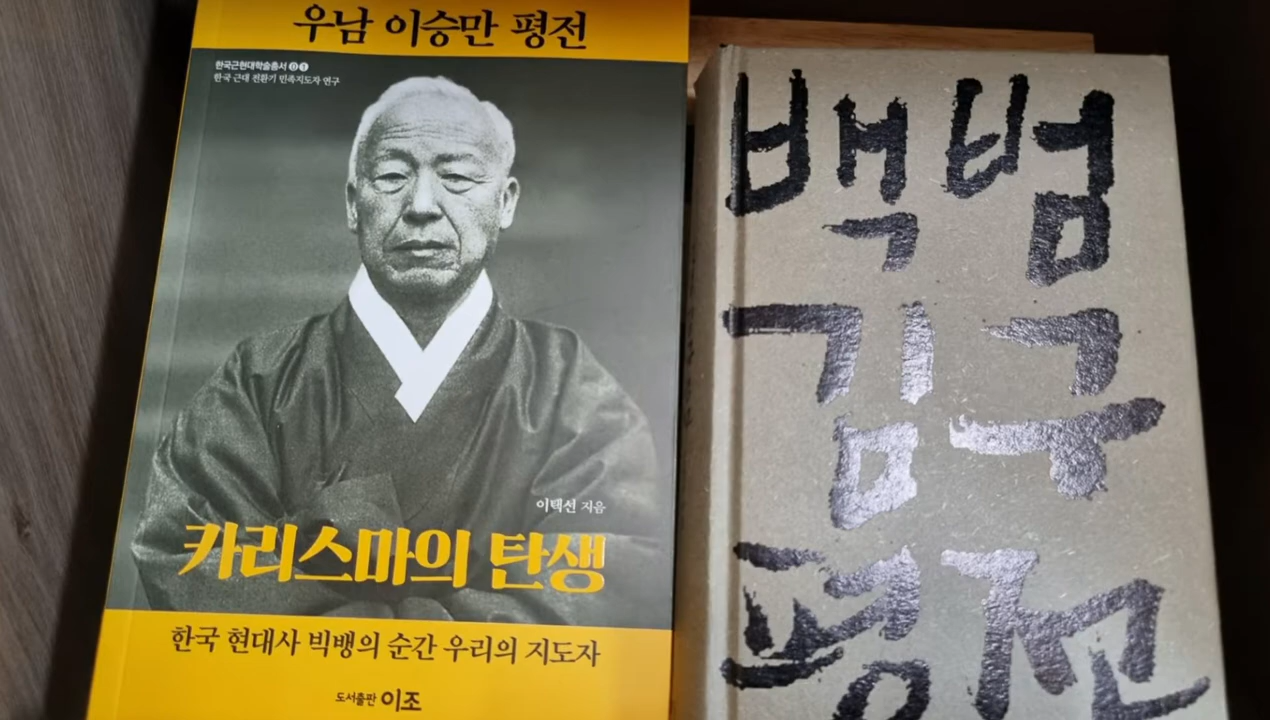 우남 이승만 평전
한국근현대학술총서 01
한국 근대 전환기 민족지도자 연구
이택선 지음
카리스마의 탄생
한국 현대사 빅뱅의 순간 우리의 지도자
도서출판 이조
백범
김구
평전